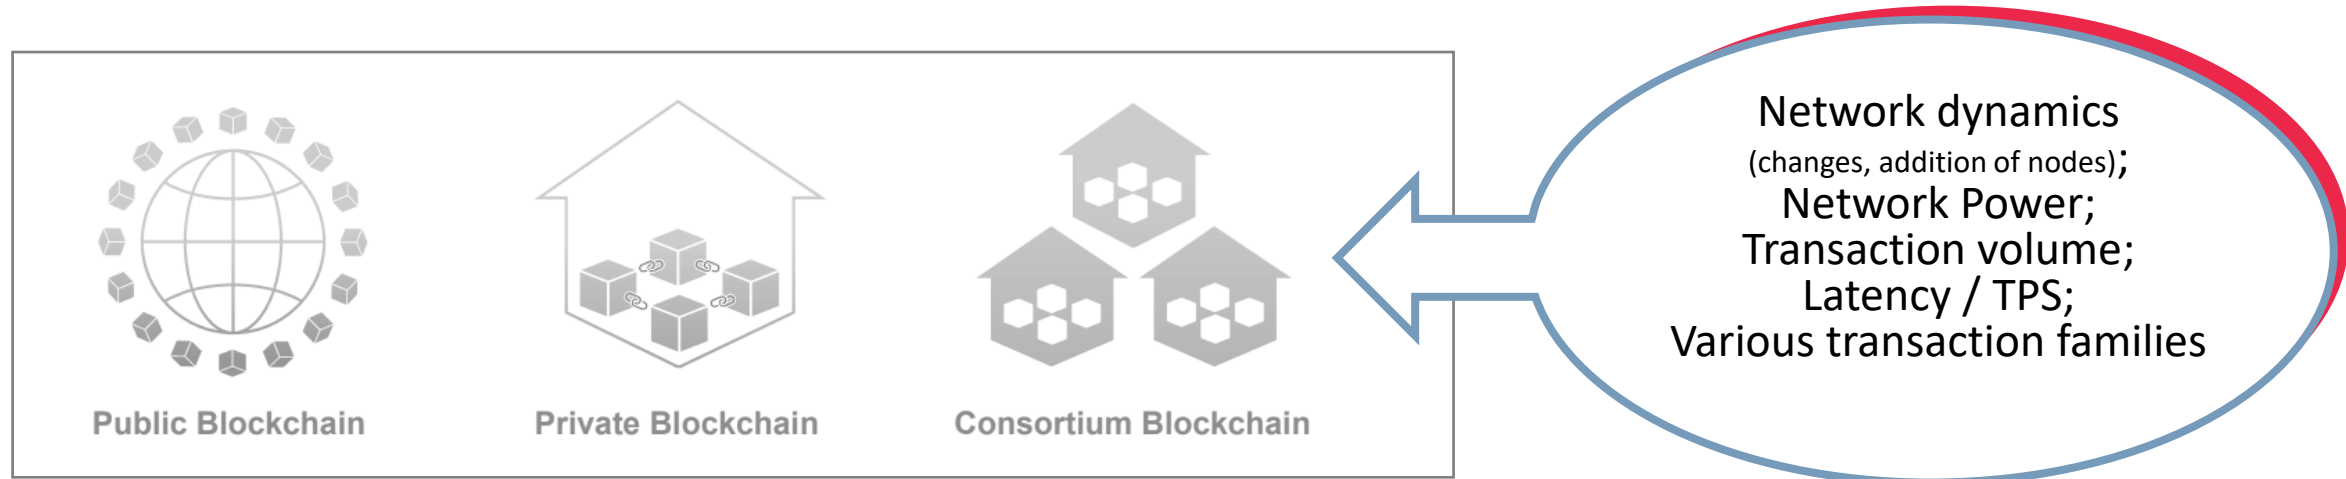 Public Blockchain
Private Blockchain
Consortium Blockchain
Network dynamics
(changes, addition of nodes);
Network Power;
Transaction volume;
Latency / TPS;
Various transaction families